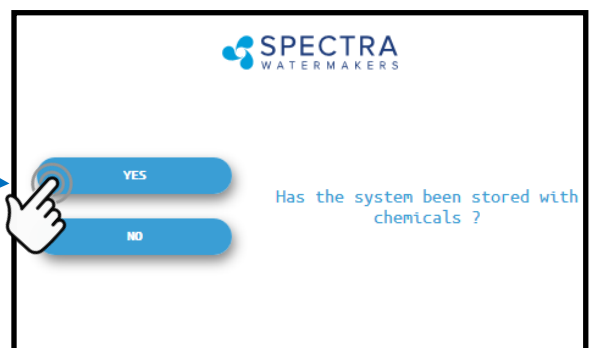 SPECTRA
WATERMAKERS
YES
NO
Has the system been stored with
chemicals ?